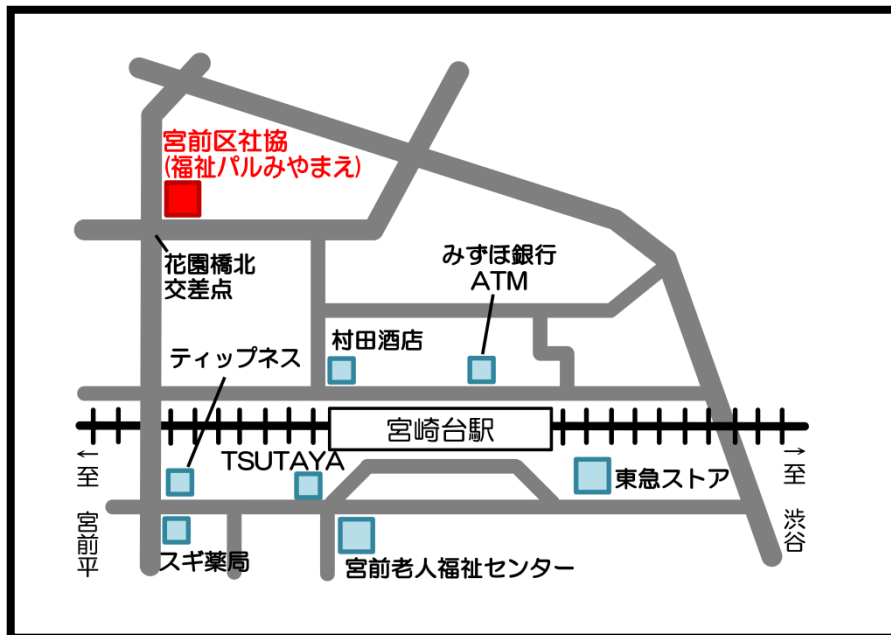 宮前区社協
(福祉パルみやまえ)
花園橋北
交差点
みずほ銀行
ATM
村田酒店
ティップネス
宮崎台駅
TSUTAYA
東急ストア
←至 宮前平
→至 渋谷
スギ薬局
宮前老人福祉センター